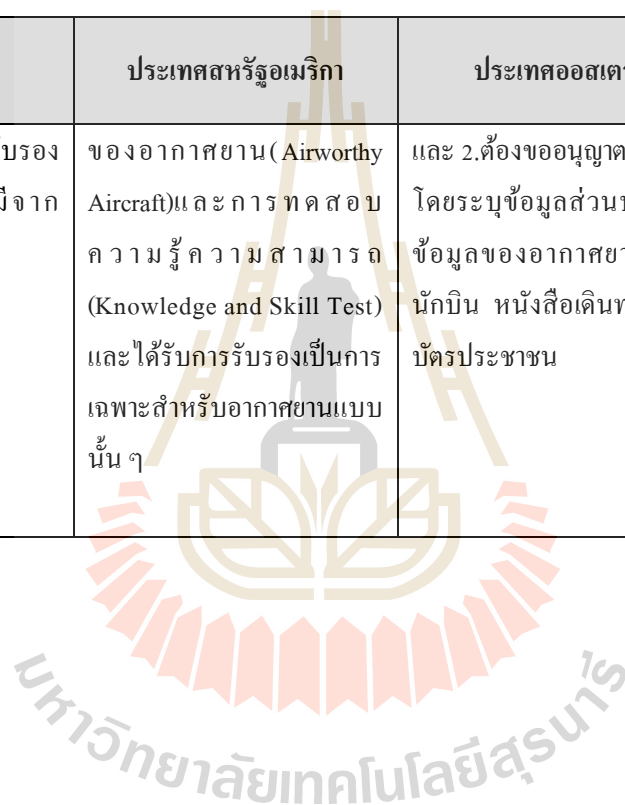 ประเทศสหรัฐอเมริกา
บรอง
มีจาก
ของอากาศยาน(Airworthy
Aircraft)และการทดสอบ
ความรู้ความสามารถ
(Knowledge and Skill Test)
และได้รับการรับรองเป็นการ
เฉพาะสำหรับอากาศยานแบบ
นั้น ๆ
ประเทศออสเตร
และ 2.ต้องขออนุญาต
โดยระบุข้อมูลส่วน
ข้อมูลของอากาศยา
นักบิน หนังสือเดินท
บัตรประชาชน
มหาวิทยาลัยเทคโนโลยีสุรนารี